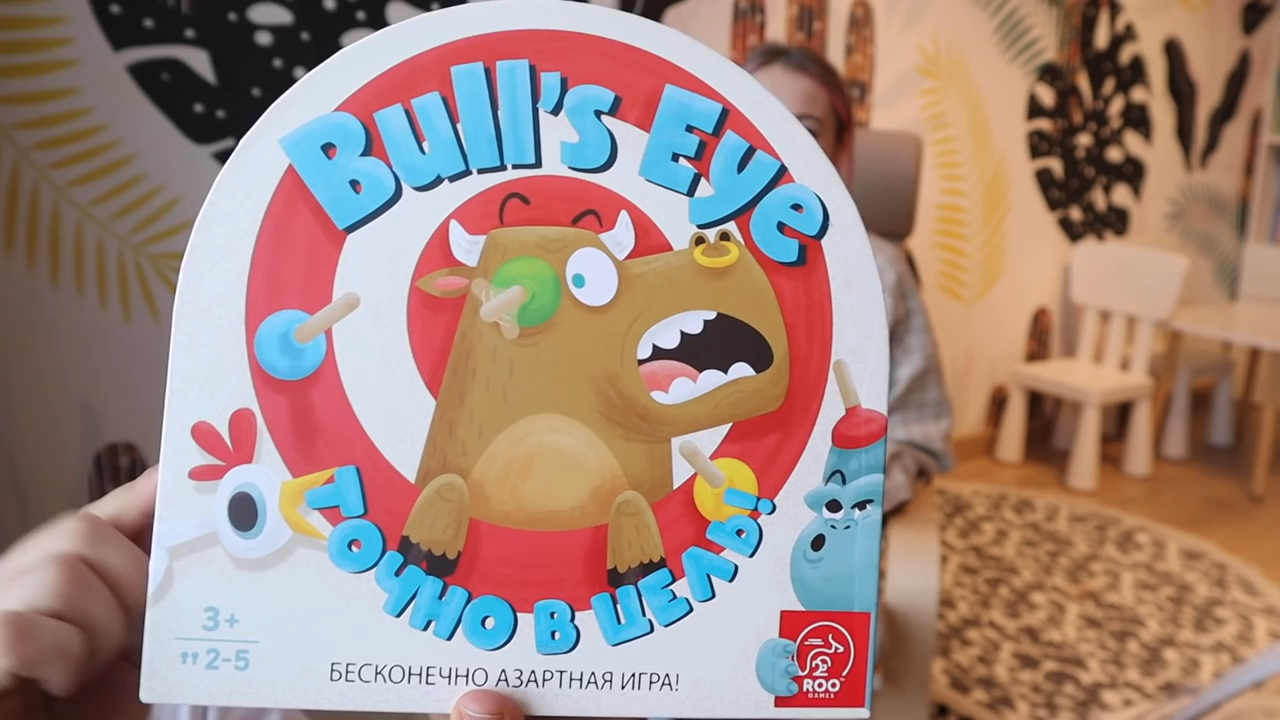 Bull's Eye
ТОЧНО В ЦЕЛЬ!
3+
2-5
БЕСКОНЕЧНО АЗАРТНАЯ ИГРА!
ROO
GAMES